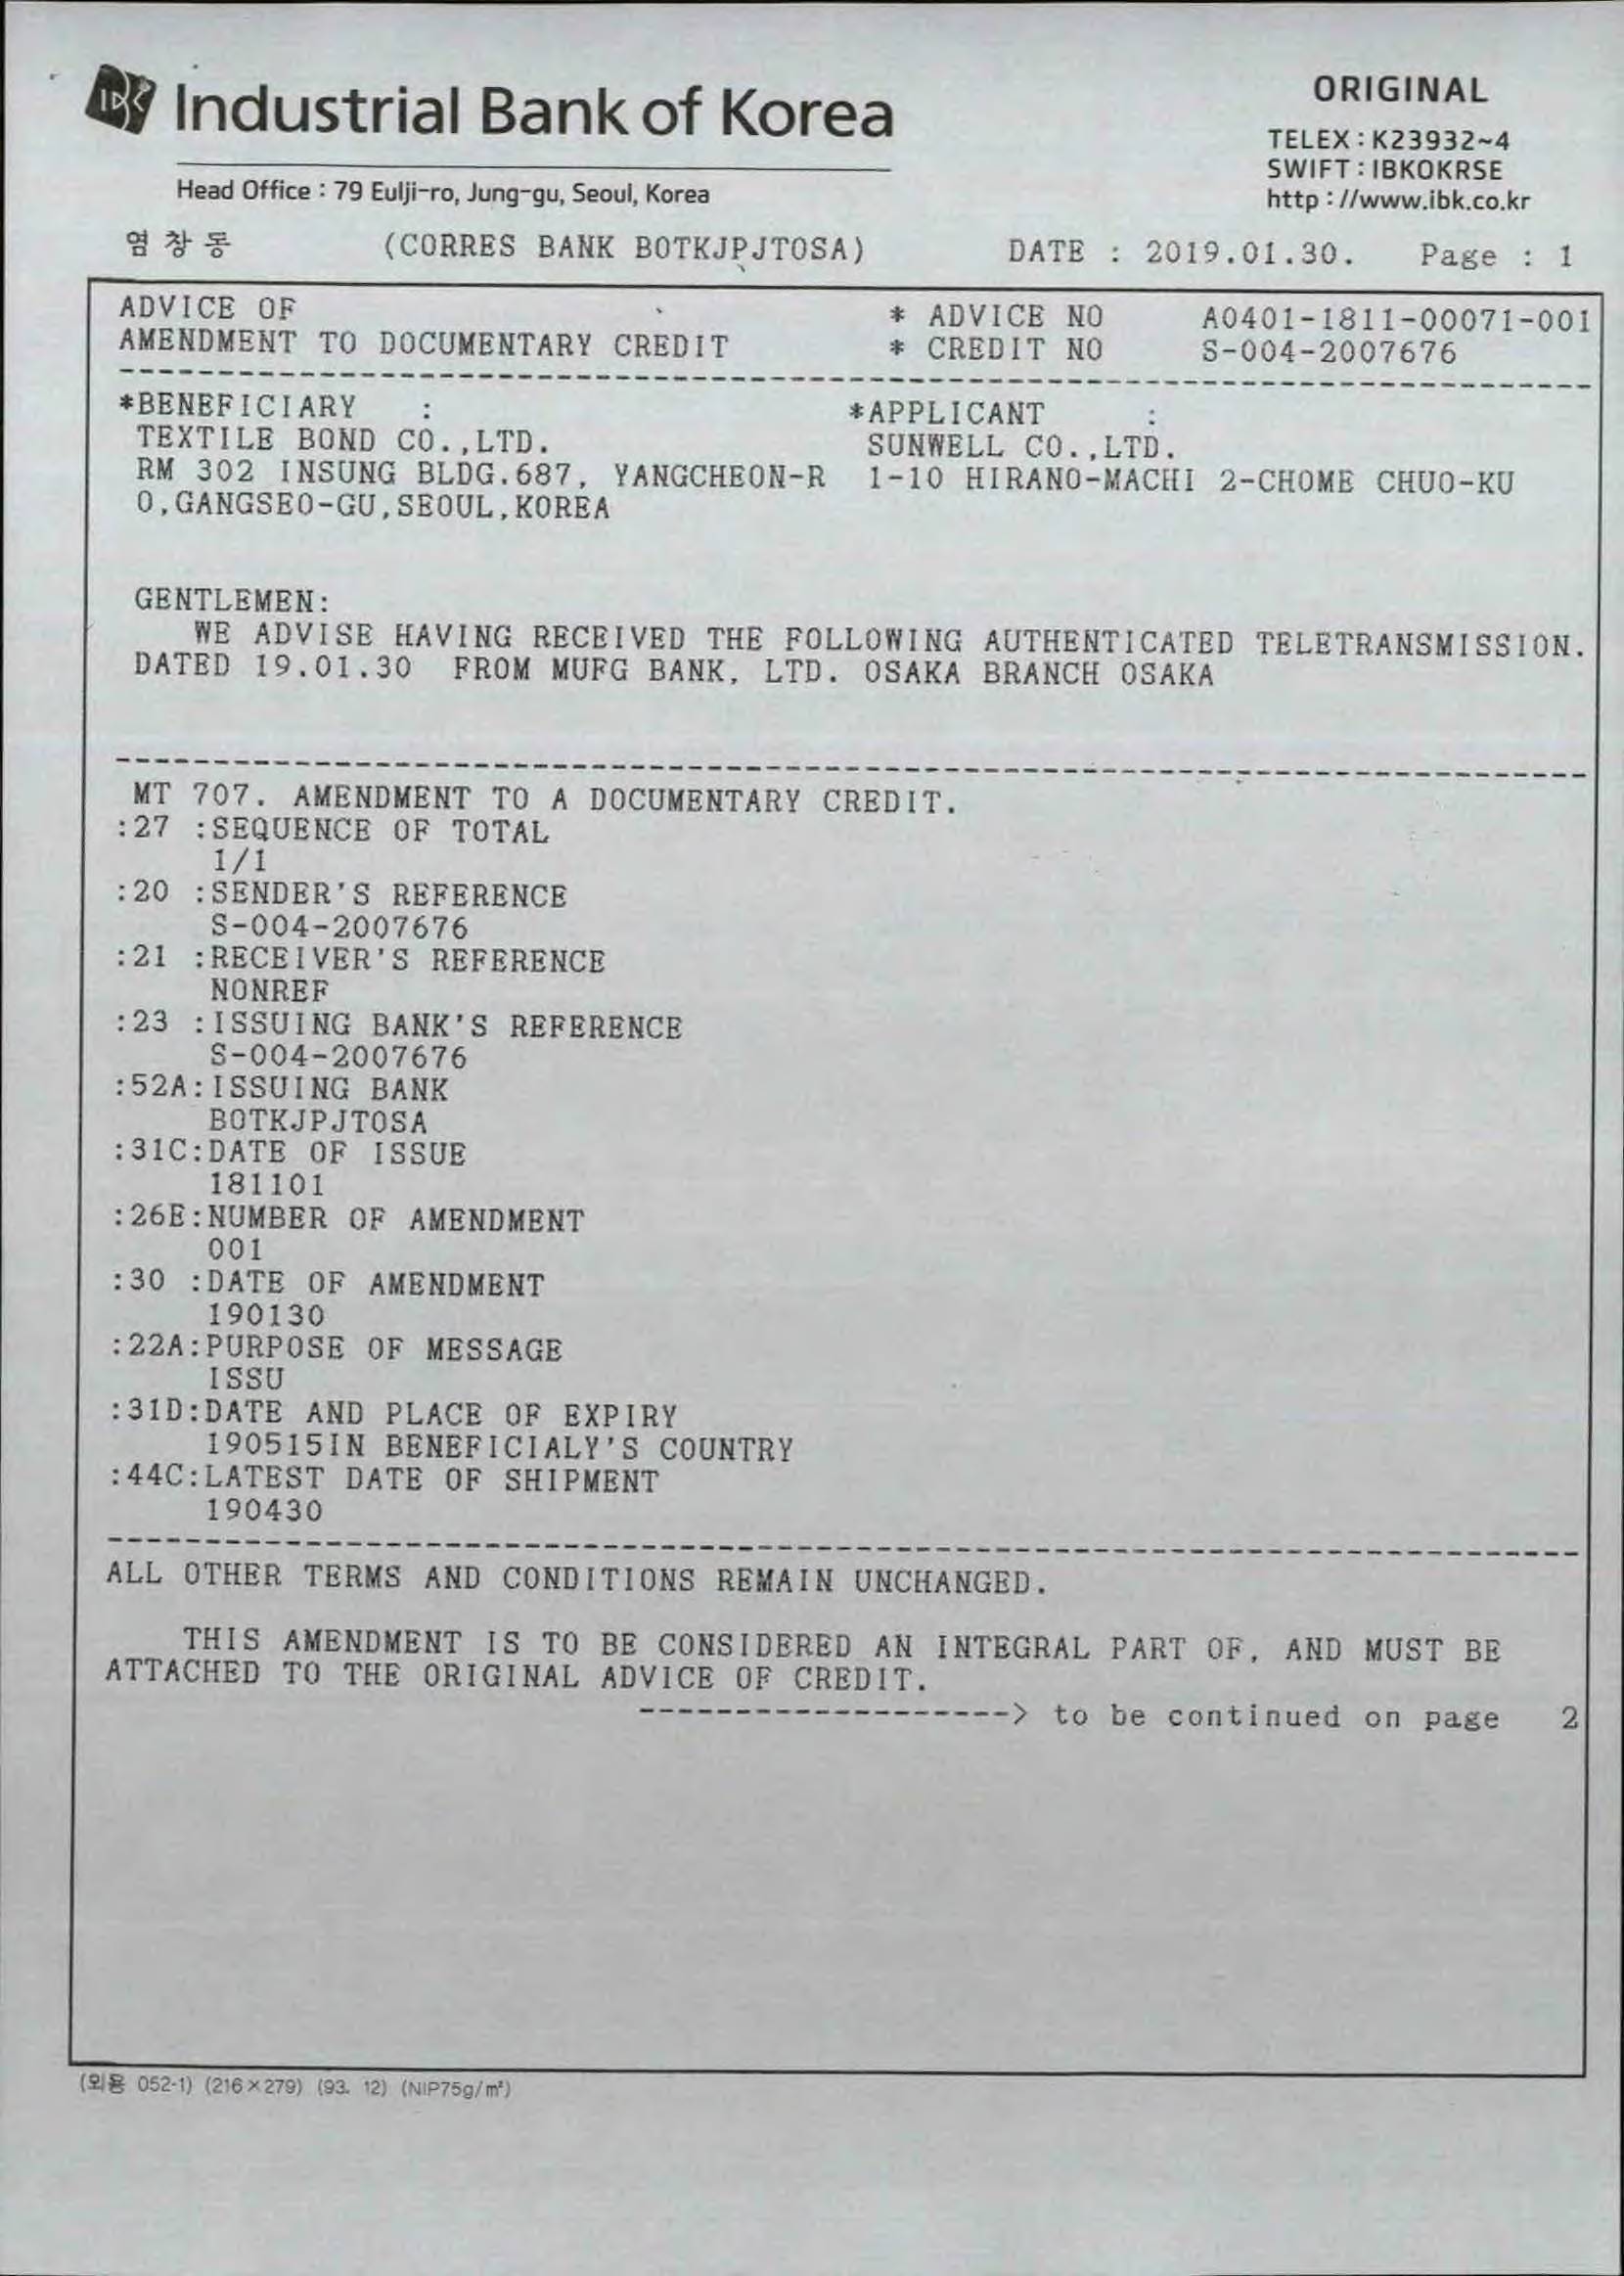 IBK Industrial Bank of Korea
ORIGINAL
TELEX : K23932~4
SWIFT : IBKOKRSE
Head Office : 79 Eulji-ro, Jung-gu, Seoul, Korea
http : //www.ibk.co.kr
염창동 (CORRES BANK BOTKJPJTOSA) DATE : 2019.01.30. Page : 1
ADVICE OF * ADVICE NO A0401-1811-00071-001
AMENDMENT TO DOCUMENTARY CREDIT * CREDIT NO S-004-2007676
*BENEFICIARY : *APPLICANT :
TEXTILE BOND CO.,LTD. SUNWELL CO.,LTD.
RM 302 INSUNG BLDG.687, YANGCHEON-R 1-10 HIRANO-MACHI 2-CHOME CHUO-KU
O,GANGSEO-GU,SEOUL,KOREA
GENTLEMEN:
WE ADVISE HAVING RECEIVED THE FOLLOWING AUTHENTICATED TELETRANSMISSION.
DATED 19.01.30 FROM MUFG BANK, LTD. OSAKA BRANCH OSAKA
MT 707. AMENDMENT TO A DOCUMENTARY CREDIT.
:27 :SEQUENCE OF TOTAL
1/1
:20 :SENDER'S REFERENCE
S-004-2007676
:21 :RECEIVER'S REFERENCE
NONREF
:23 :ISSUING BANK'S REFERENCE
S-004-2007676
:52A:ISSUING BANK
BOTKJPJTOSA
:31C:DATE OF ISSUE
181101
:26E:NUMBER OF AMENDMENT
001
:30 :DATE OF AMENDMENT
190130
:22A:PURPOSE OF MESSAGE
ISSU
:31D:DATE AND PLACE OF EXPIRY
190515IN BENEFICIALY'S COUNTRY
:44C:LATEST DATE OF SHIPMENT
190430
ALL OTHER TERMS AND CONDITIONS REMAIN UNCHANGED.
THIS AMENDMENT IS TO BE CONSIDERED AN INTEGRAL PART OF, AND MUST BE
ATTACHED TO THE ORIGINAL ADVICE OF CREDIT.
-------------------> to be continued on page 2
(외용 052-1) (216×279) (93. 12) (NIP75g/㎡)